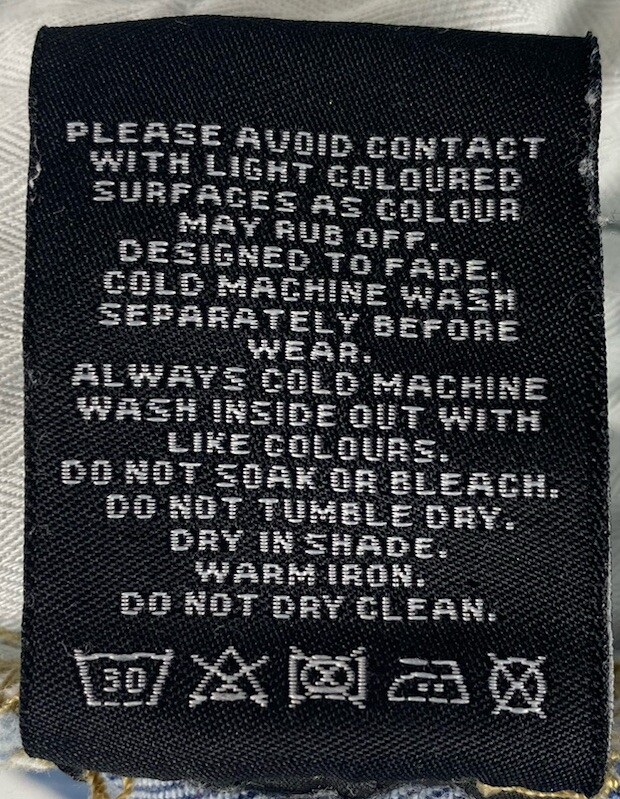 PLEASE AVOID CONTACT
WITH LIGHT COLOURED
SURFACES AS COLOUR
MAY RUB OFF.
DESIGNED TO FADE.
COLD MACHINE WASH
SEPARATELY BEFORE
WEAR.
ALWAYS COLD MACHINE
WASH INSIDE OUT WITH
LIKE COLOURS.
DO NOT SOAK OR BLEACH.
DO NOT TUMBLE DRY.
DRY IN SHADE.
WARM IRON.
DO NOT DRY CLEAN.
30